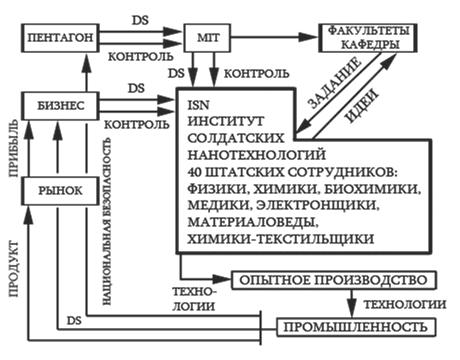 DS
ПЕНТАГОН
MIT
ФАКУЛЬТЕТЫ
КАФЕДРЫ
КОНТРОЛЬ
DS
DS
КОНТРОЛЬ
ЗАДАНИЕ
ИДЕИ
БИЗНЕС
КОНТРОЛЬ
ISN
ИНСТИТУТ
СОЛДАТСКИХ
НАНОТЕХНОЛОГИЙ
40 ШТАТСКИХ СОТРУДНИКОВ:
ФИЗИКИ, ХИМИКИ, БИОХИМИКИ,
МЕДИКИ, ЭЛЕКТРОНЩИКИ,
МАТЕРИАЛОВЕДЫ,
ХИМИКИ-ТЕКСТИЛЬЩИКИ
ПРИБЫЛЬ
РЫНОК
НАЦИОНАЛЬНАЯ БЕЗОПАСНОСТЬ
ПРОДУКТ
ТЕХНО-
ЛОГИИ
ОПЫТНОЕ ПРОИЗВОДСТВО
ТЕХНОЛОГИИ
DS
ПРОМЫШЛЕННОСТЬ